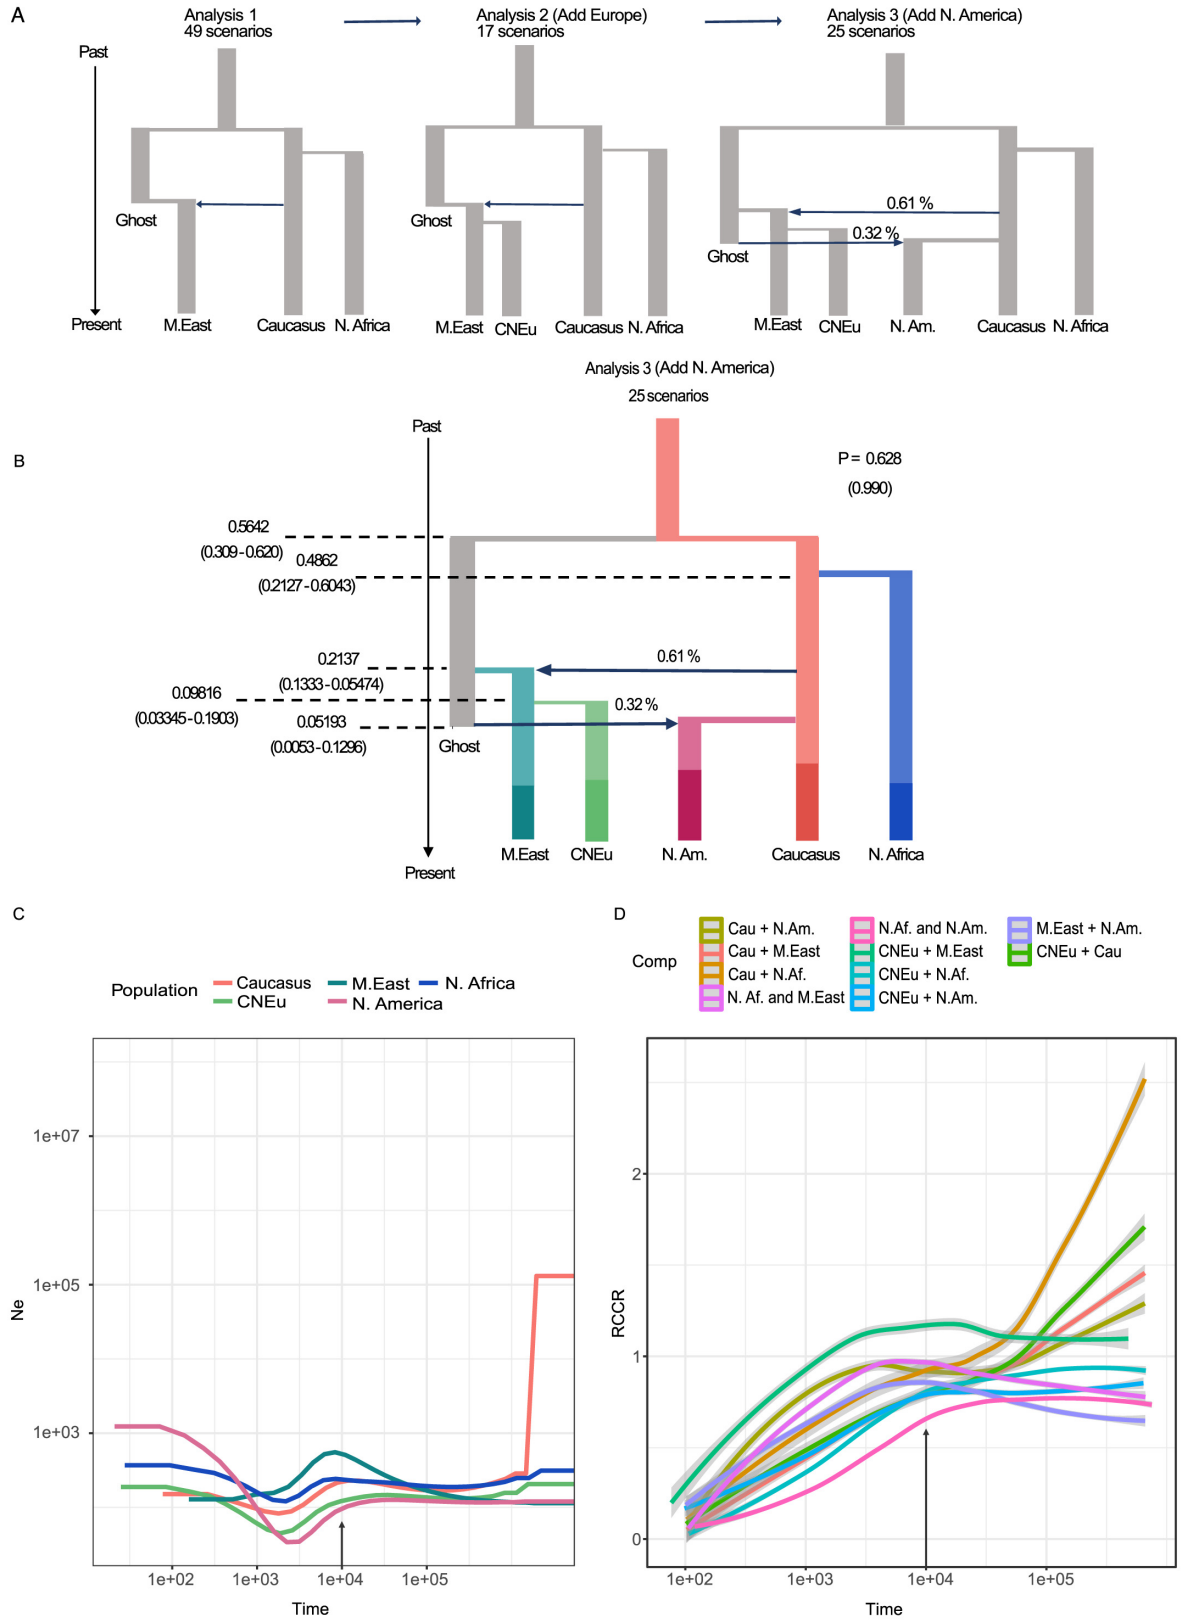 A
Analysis 1
49 scenarios
Analysis 2 (Add Europe)
17 scenarios
Analysis 3 (Add N. America)
25 scenarios
Past
Present
Ghost
M.East
Caucasus
N. Africa
Ghost
M.East
CNEu
Caucasus
N. Africa
0.61 %
0.32 %
Ghost
M.East
CNEu
N. Am.
Caucasus
N. Africa
Analysis 3 (Add N. America)
25 scenarios
B
Past
P = 0.628
(0.990)
0.5642
(0.309 - 0.620)
0.4862
(0.2127 - 0.6043)
0.2137
(0.1333 - 0.05474)
0.09816
(0.03345 - 0.1903)
0.05193
(0.0053 - 0.1296)
0.61 %
0.32 %
Ghost
M.East
CNEu
N. Am.
Caucasus
N. Africa
Present
C
Population
Caucasus
M.East
N. Africa
CNEu
N. America
Ne
1e+07
1e+05
1e+03
1e+02
1e+03
1e+04
1e+05
Time
D
Comp
Cau + N.Am.
Cau + M.East
Cau + N.Af.
N. Af. and M.East
N.Af. and N.Am.
CNEu + M.East
CNEu + N.Af.
CNEu + N.Am.
M.East + N.Am.
CNEu + Cau
RCCR
2
1
0
1e+02
1e+03
1e+04
1e+05
Time